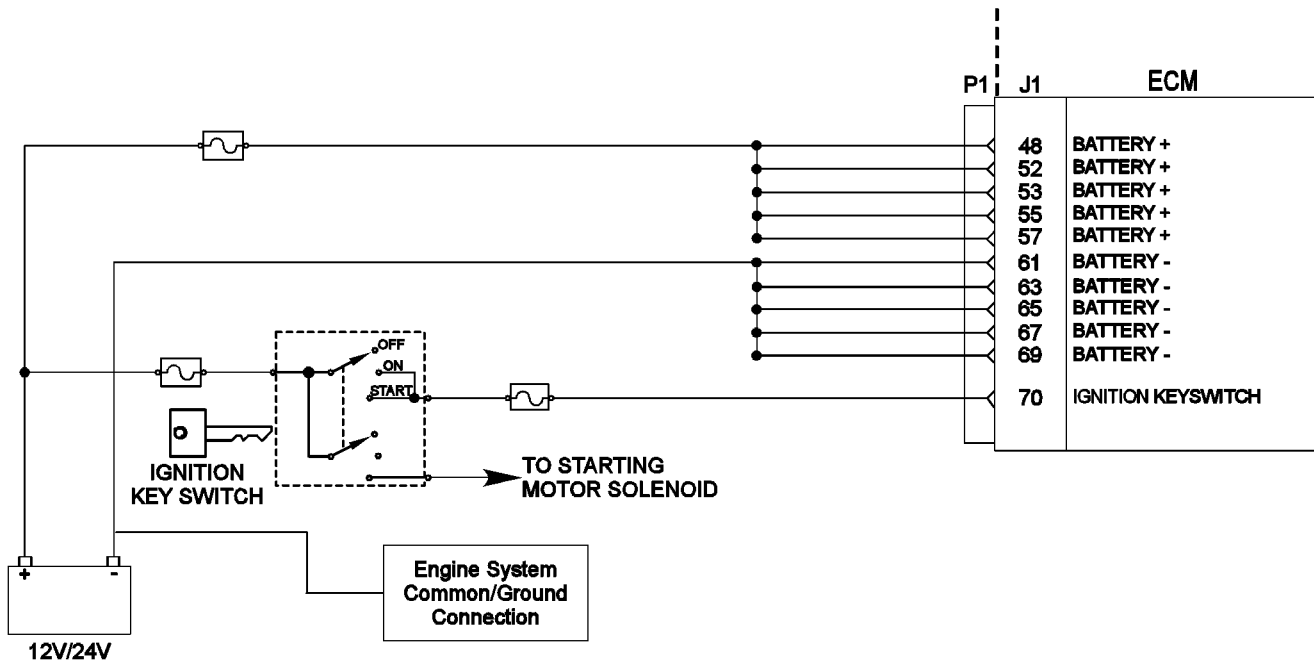 P1 J1 ECM
48 BATTERY +
52 BATTERY +
53 BATTERY +
55 BATTERY +
57 BATTERY +
61 BATTERY -
63 BATTERY -
65 BATTERY -
67 BATTERY -
69 BATTERY -
70 IGNITION KEYSWITCH
OFF
ON
START
IGNITION
KEY SWITCH
TO STARTING
MOTOR SOLENOID
+ -
12V/24V
Engine System
Common/Ground
Connection